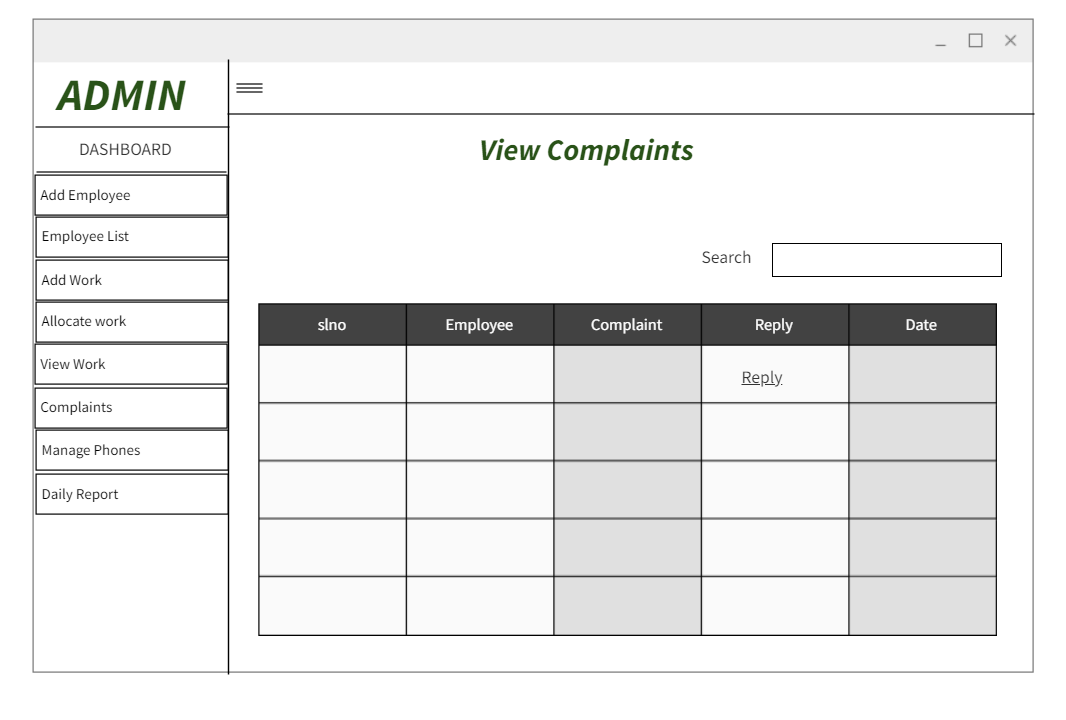 ADMIN
DASHBOARD
View Complaints
Add Employee
Employee List
Search
Add Work
Allocate work
slno Employee Complaint Reply Date
View Work
Reply
Complaints
Manage Phones
Daily Report